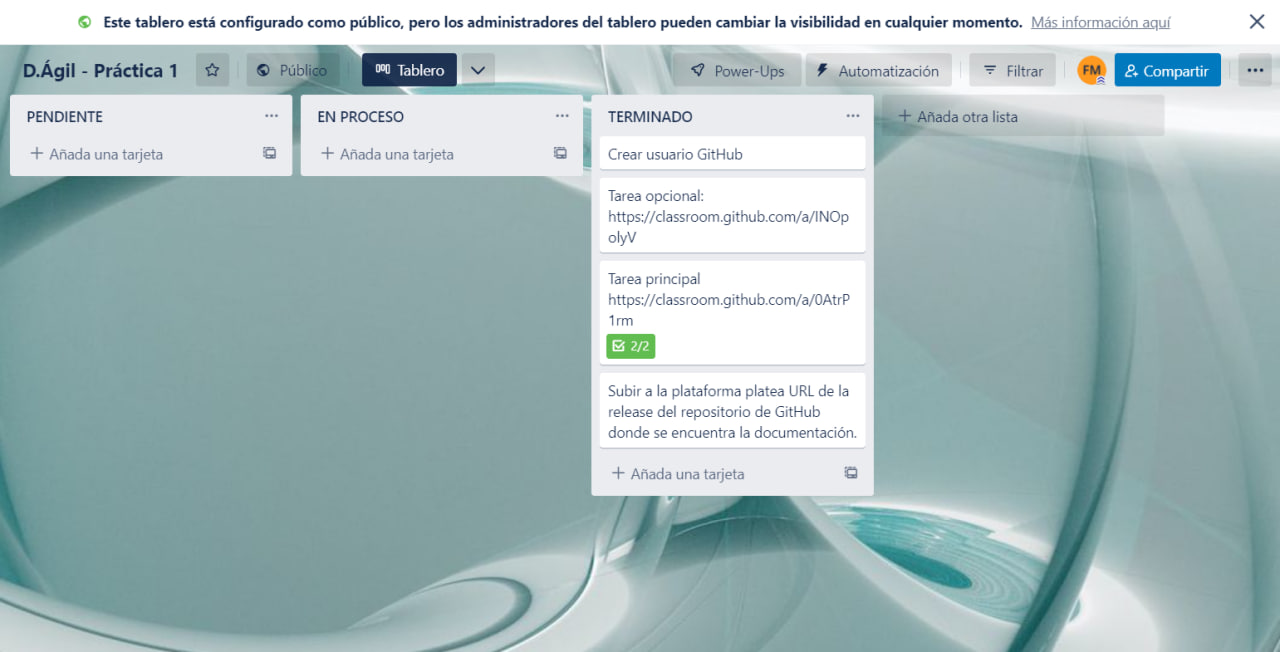 Este tablero está configurado como público, pero los administradores del tablero pueden cambiar la visibilidad en cualquier momento. Más información aquí
D.Ágil - Práctica 1
Público
Tablero
Power-Ups
Automatización
Filtrar
FM
Compartir
PENDIENTE
Añada una tarjeta
EN PROCESO
Añada una tarjeta
TERMINADO
Crear usuario GitHub
Tarea opcional:
https://classroom.github.com/a/INOp
olyV
Tarea principal
https://classroom.github.com/a/0AtrP
1rm
2/2
Subir a la plataforma platea URL de la
release del repositorio de GitHub
donde se encuentra la documentación.
Añada una tarjeta
Añada otra lista